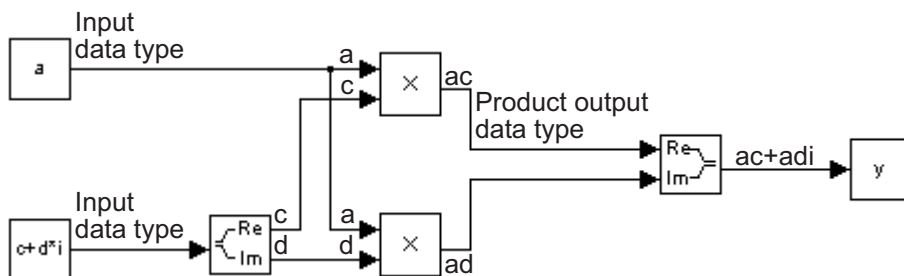 Input
data type
a
a
c
×
ac
Product output
data type
Re
Im
ac+adi
y
Input
data type
c+d*i
Re
Im
c
d
a
d
×
ad